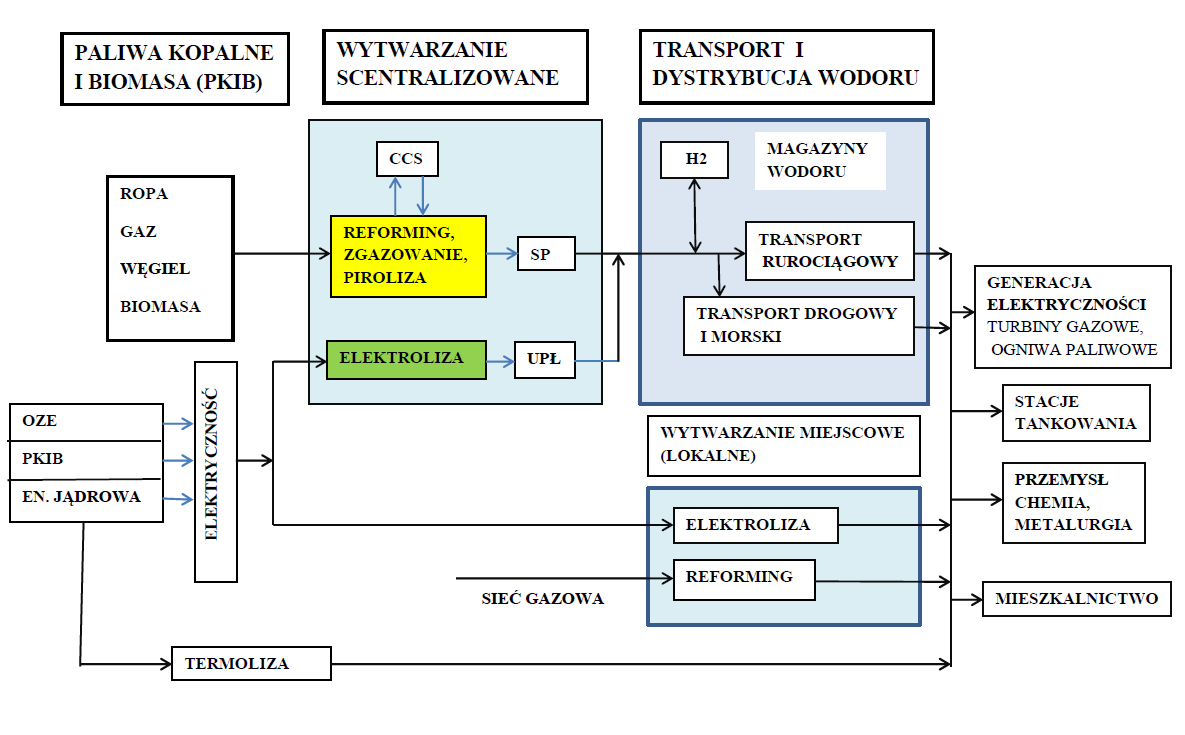 PALIWA KOPALNE
I BIOMASA (PKIB)
WYTWARZANIE
SCENTRALIZOWANE
TRANSPORT I
DYSTRYBUCJA WODORU
CCS
H2
MAGAZYNY
WODORU
ROPA
GAZ
WĘGIEL
BIOMASA
REFORMING,
ZGAZOWANIE,
PIROLIZA
SP
TRANSPORT
RUROCIĄGOWY
TRANSPORT DROGOWY
I MORSKI
GENERACJA
ELEKTRYCZNOŚCI
TURBINY GAZOWE,
OGNIWA PALIWOWE
ELEKTROLIZA
UPŁ
STACJE
TANKOWANIA
OZE
PKIB
EN. JĄDROWA
ELEKTRYCZNOŚĆ
WYTWARZANIE MIEJSCOWE
(LOKALNE)
PRZEMYSŁ
CHEMIA,
METALURGIA
ELEKTROLIZA
REFORMING
SIEĆ GAZOWA
MIESZKALNICTWO
TERMOLIZA